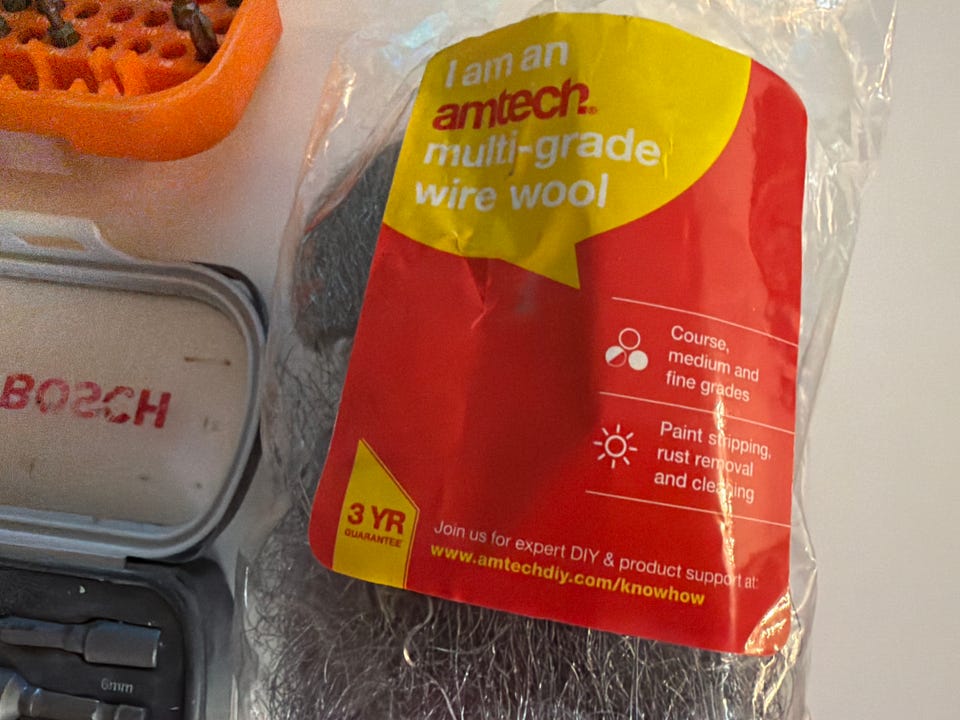 I am an
amtech®
multi-grade
wire wool
Course,
medium and
fine grades
Paint stripping,
rust removal
and cleaning
3 YR
GUARANTEE
Join us for expert DIY & product support at:
www.amtechdiy.com/knowhow
BOSCH
6mm